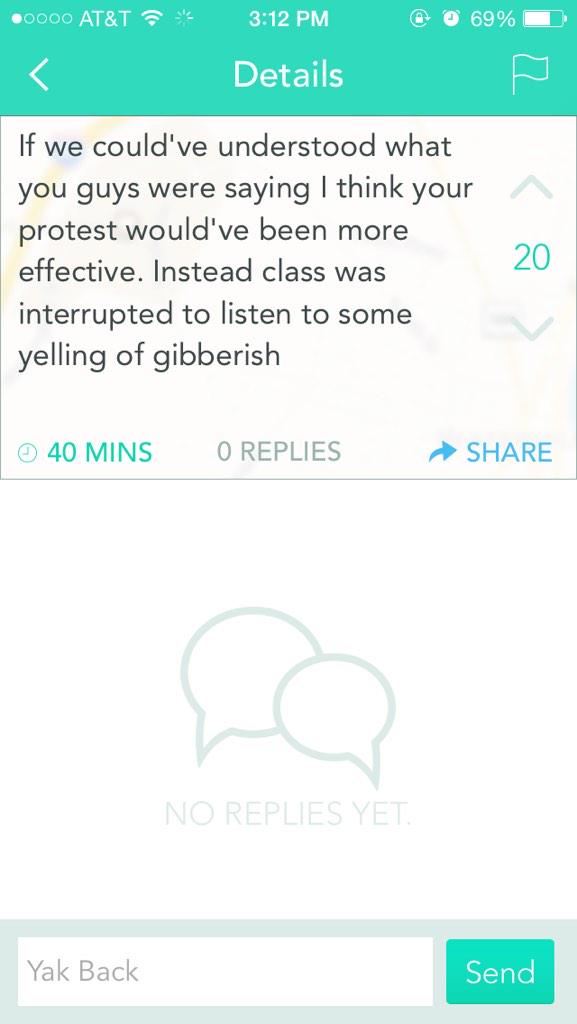 AT&T 3:12 PM 69%
Details
If we could've understood what
you guys were saying I think your
protest would've been more
effective. Instead class was
interrupted to listen to some
yelling of gibberish
20
40 MINS 0 REPLIES SHARE
NO REPLIES YET.
Yak Back Send